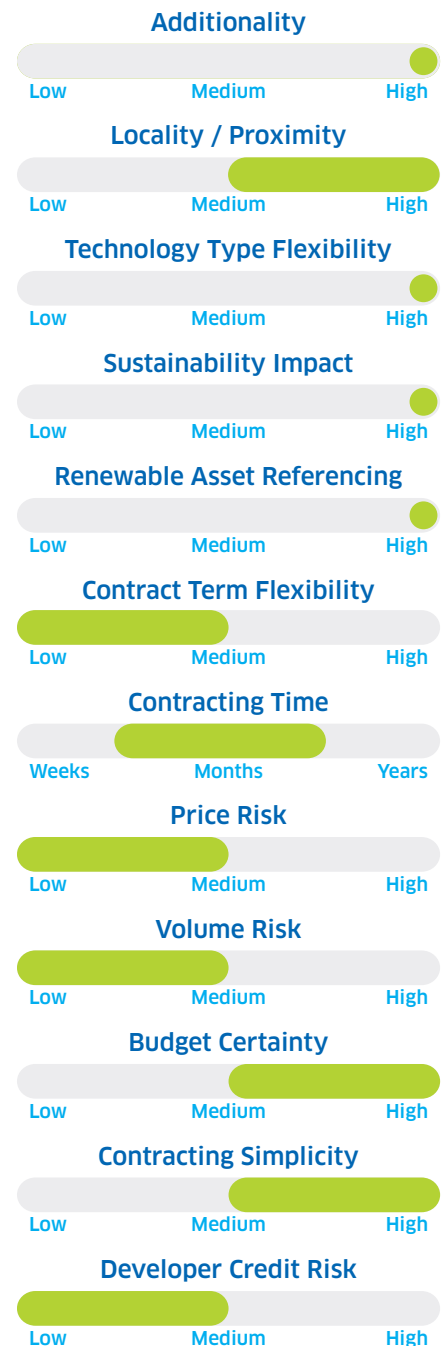 Additionality
Low Medium High
Locality / Proximity
Low Medium High
Technology Type Flexibility
Low Medium High
Sustainability Impact
Low Medium High
Renewable Asset Referencing
Low Medium High
Contract Term Flexibility
Low Medium High
Contracting Time
Weeks Months Years
Price Risk
Low Medium High
Volume Risk
Low Medium High
Budget Certainty
Low Medium High
Contracting Simplicity
Low Medium High
Developer Credit Risk
Low Medium High